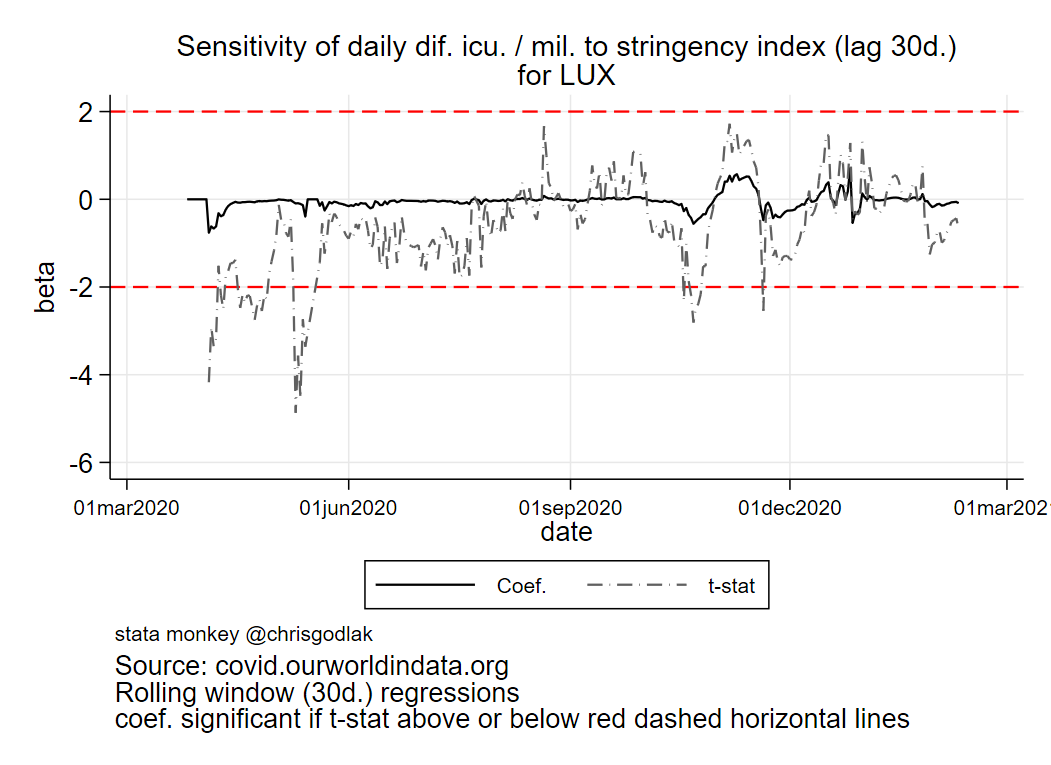 Sensitivity of daily dif. icu. / mil. to stringency index (lag 30d.)
for LUX
2
0
-2
-4
-6
beta
01mar2020
01jun2020
01sep2020
01dec2020
01mar2021
date
Coef.
t-stat
stata monkey @chrisgodlak
Source: covid.ourworldindata.org
Rolling window (30d.) regressions
coef. significant if t-stat above or below red dashed horizontal lines